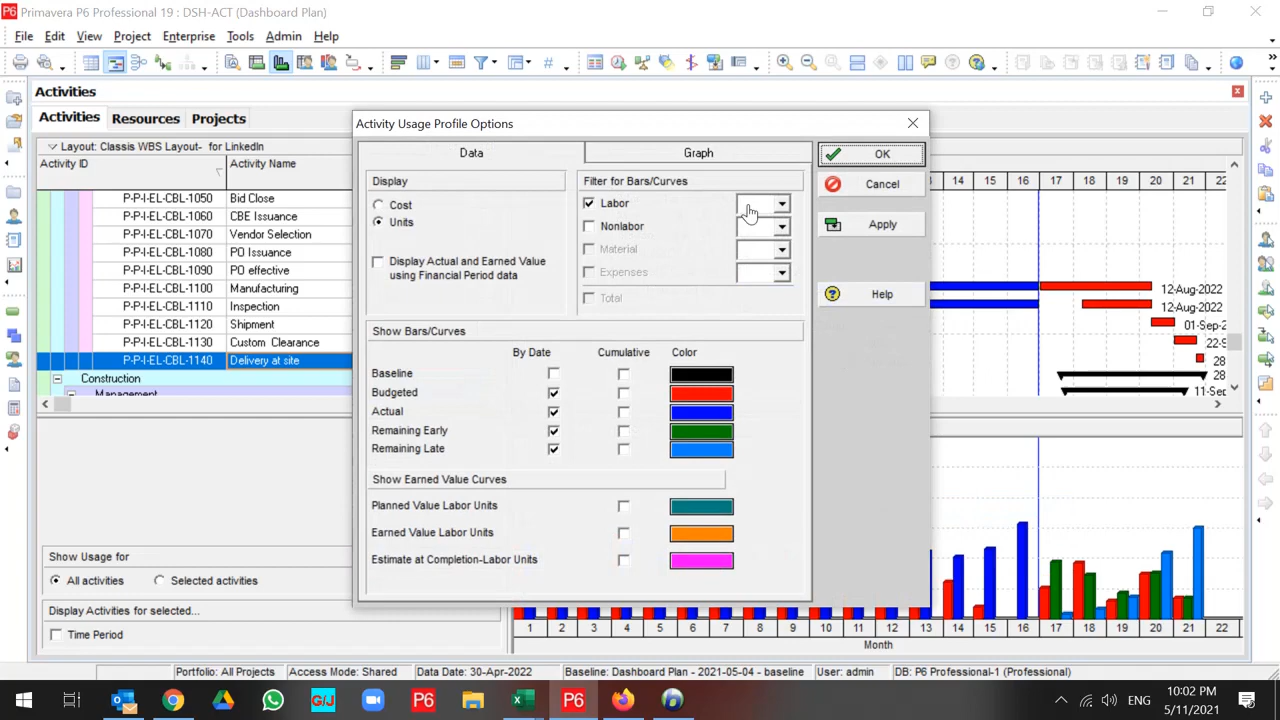 P6 Primavera P6 Professional 19 : DSH-ACT (Dashboard Plan)
File Edit View Project Enterprise Tools Admin Help
Activities
Activities Resources Projects
Layout: Classis WBS Layout- for LinkedIn
Activity ID Activity Name
14 15 16 17 18 19 20 21 22
P-P-I-EL-CBL-1050 Bid Close
P-P-I-EL-CBL-1060 CBE Issuance
P-P-I-EL-CBL-1070 Vendor Selection
P-P-I-EL-CBL-1080 PO Issuance
P-P-I-EL-CBL-1090 PO effective
P-P-I-EL-CBL-1100 Manufacturing
12-Aug-2022
P-P-I-EL-CBL-1110 Inspection
12-Aug-2022
P-P-I-EL-CBL-1120 Shipment
01-Sep-
P-P-I-EL-CBL-1130 Custom Clearance
22-S
P-P-I-EL-CBL-1140 Delivery at site
28
Construction
28
Management
11-Sep
Activity Usage Profile Options
Data Graph
Display
Cost
Units
Display Actual and Earned Value
using Financial Period data
Filter for Bars/Curves
Labor
Nonlabor
Material
Expenses
Total
OK
Cancel
Apply
Help
Show Bars/Curves
By Date Cumulative Color
Baseline
Budgeted
Actual
Remaining Early
Remaining Late
Show Earned Value Curves
Planned Value Labor Units
Earned Value Labor Units
Estimate at Completion-Labor Units
Show Usage for
All activities Selected activities
Display Activities for selected...
Time Period
1 2 3 4 5 6 7 8 9 10 11 12 13 14 15 16 17 18 19 20 21 22
Month
Portfolio: All Projects Access Mode: Shared Data Date: 30-Apr-2022 Baseline: Dashboard Plan - 2021-05-04 - baseline User: admin DB: P6 Professional-1 (Professional)
G/J P6 P6 ENG
10:02 PM
5/11/2021